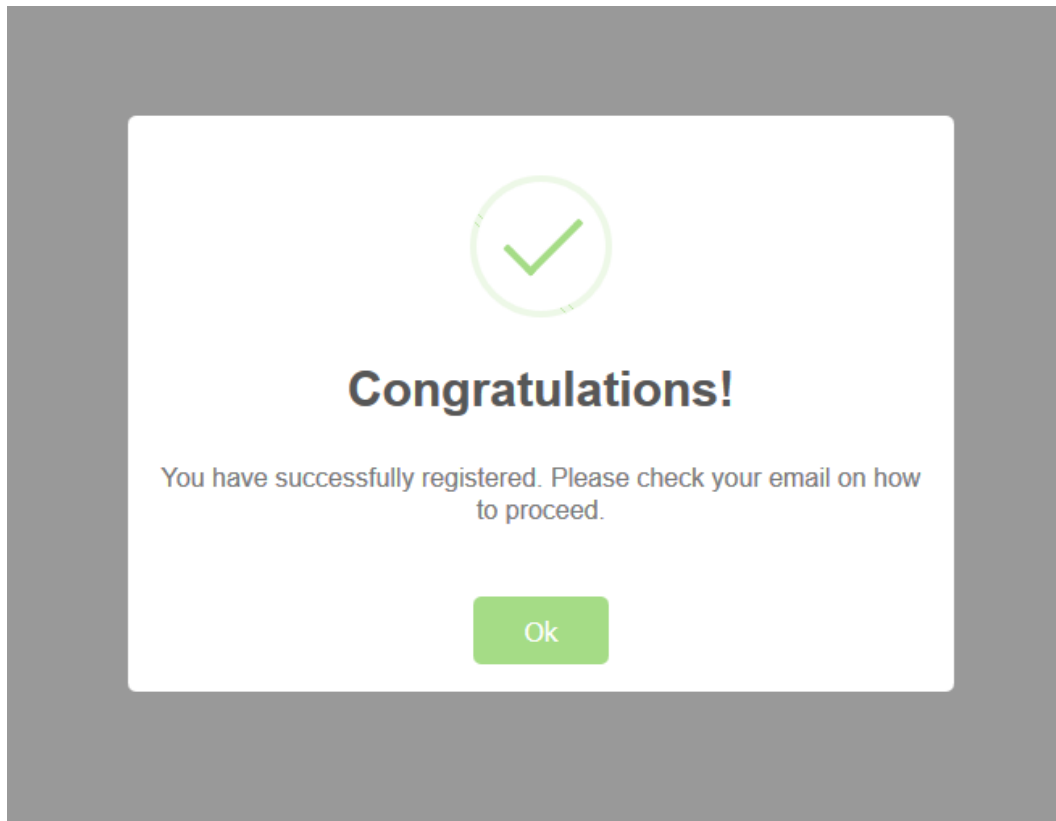 Congratulations!
You have successfully registered. Please check your email on how
to proceed.
Ok